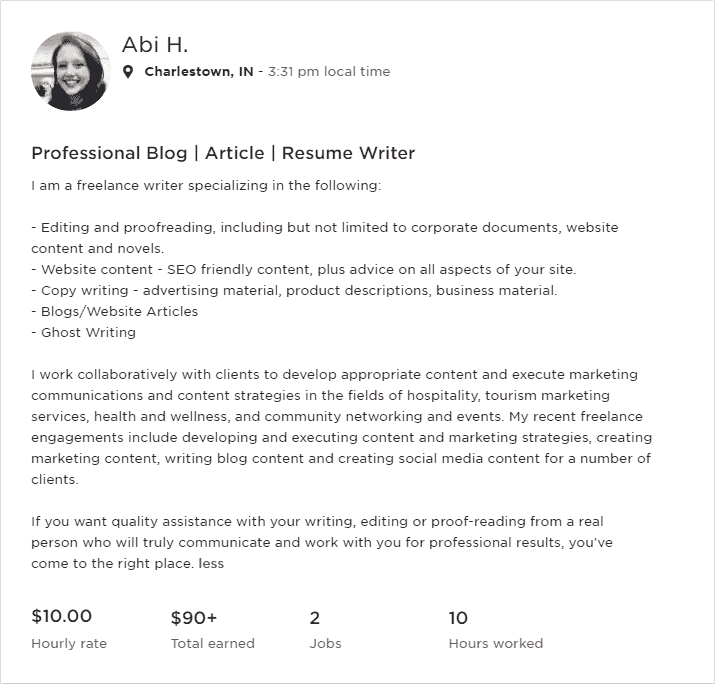 Abi H.
Charlestown, IN - 3:31 pm local time
Professional Blog | Article | Resume Writer
I am a freelance writer specializing in the following:
- Editing and proofreading, including but not limited to corporate documents, website
content and novels.
- Website content - SEO friendly content, plus advice on all aspects of your site.
- Copy writing - advertising material, product descriptions, business material.
- Blogs/Website Articles
- Ghost Writing
I work collaboratively with clients to develop appropriate content and execute marketing
communications and content strategies in the fields of hospitality, tourism marketing
services, health and wellness, and community networking and events. My recent freelance
engagements include developing and executing content and marketing strategies, creating
marketing content, writing blog content and creating social media content for a number of
clients.
If you want quality assistance with your writing, editing or proof-reading from a real
person who will truly communicate and work with you for professional results, you've
come to the right place. less
$10.00 $90+ 2 10
Hourly rate Total earned Jobs Hours worked